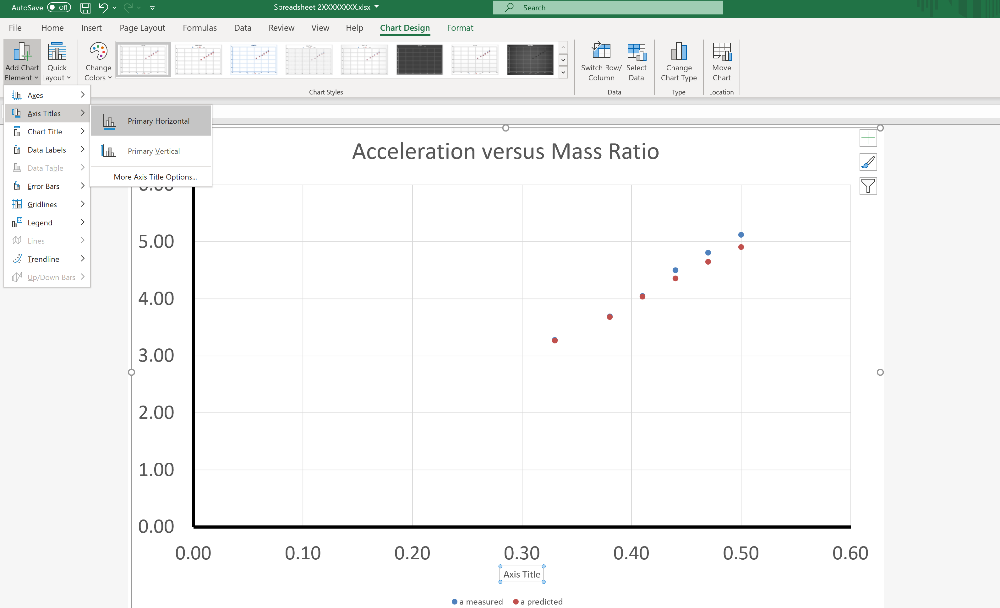 AutoSave Off Spreadsheet 2XXXXXXXX.xlsx Search
File Home Insert Page Layout Formulas Data Review View Help Chart Design Format
Add Chart Element
Quick Layout
Change Colors
Chart Styles
Switch Row/ Column
Select Data
Data
Change Chart Type
Type
Move Chart
Location
Axes
Axis Titles
Chart Title
Data Labels
Data Table
Error Bars
Gridlines
Legend
Lines
Trendline
Up/Down Bars
Primary Horizontal
Primary Vertical
More Axis Title Options...
Acceleration versus Mass Ratio
5.00
4.00
3.00
2.00
1.00
0.00
0.00 0.10 0.20 0.30 0.40 0.50 0.60
Axis Title
a measured a predicted